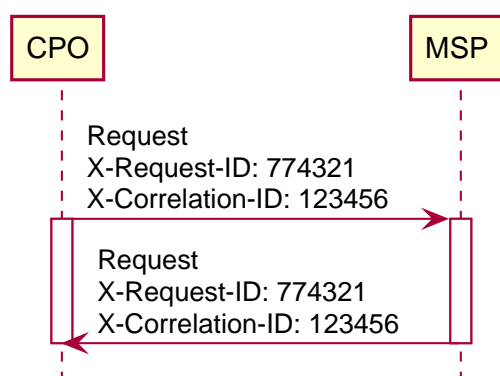 CPO
MSP
Request
X-Request-ID: 774321
X-Correlation-ID: 123456
Request
X-Request-ID: 774321
X-Correlation-ID: 123456